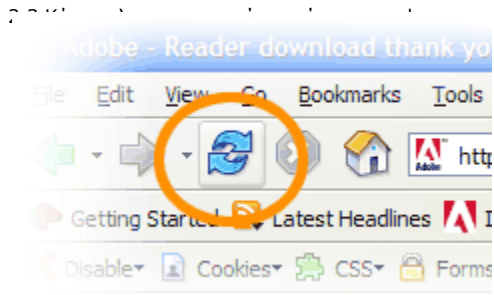 Adobe - Reader download thank yo
File Edit View Go Bookmarks Tools
Adobe http
Getting Started Latest Headlines
Disable Cookies CSS Forms